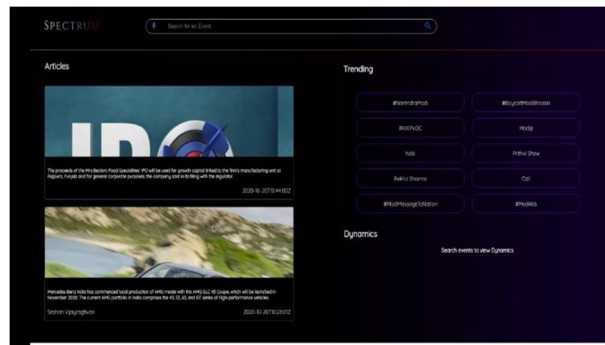 SPECTRUM
Search for an Event
Articles
Trending
#NarendraModi
#BoycottModiBhasan
#KXIPvDC
Modiji
IPO
habi
Prithvi Shaw
The proceeds of the Mrs.Bectors Food Specialities' IPO will be used for growth capital linked to the firm's manufacturing unit at
Rajpura, Punjab and for general corporate purposes, the company said in its filing with the regulator.
2020-10-20T10:44:00Z
Rekha Sharma
#ModiMessageToNation
#ModiAts
Dynamics
Search events to view Dynamics
Mercedes-Benz India has commenced local production of AMG model with the AMG GLC 43 Coupe, which will be launched in
November 2020. The current AMG portfolio in India comprises the 43, 53, 63, and GT series of high-performance vehicles.
Seshan Vijayraghvan
2020-10-20T10:28:01Z